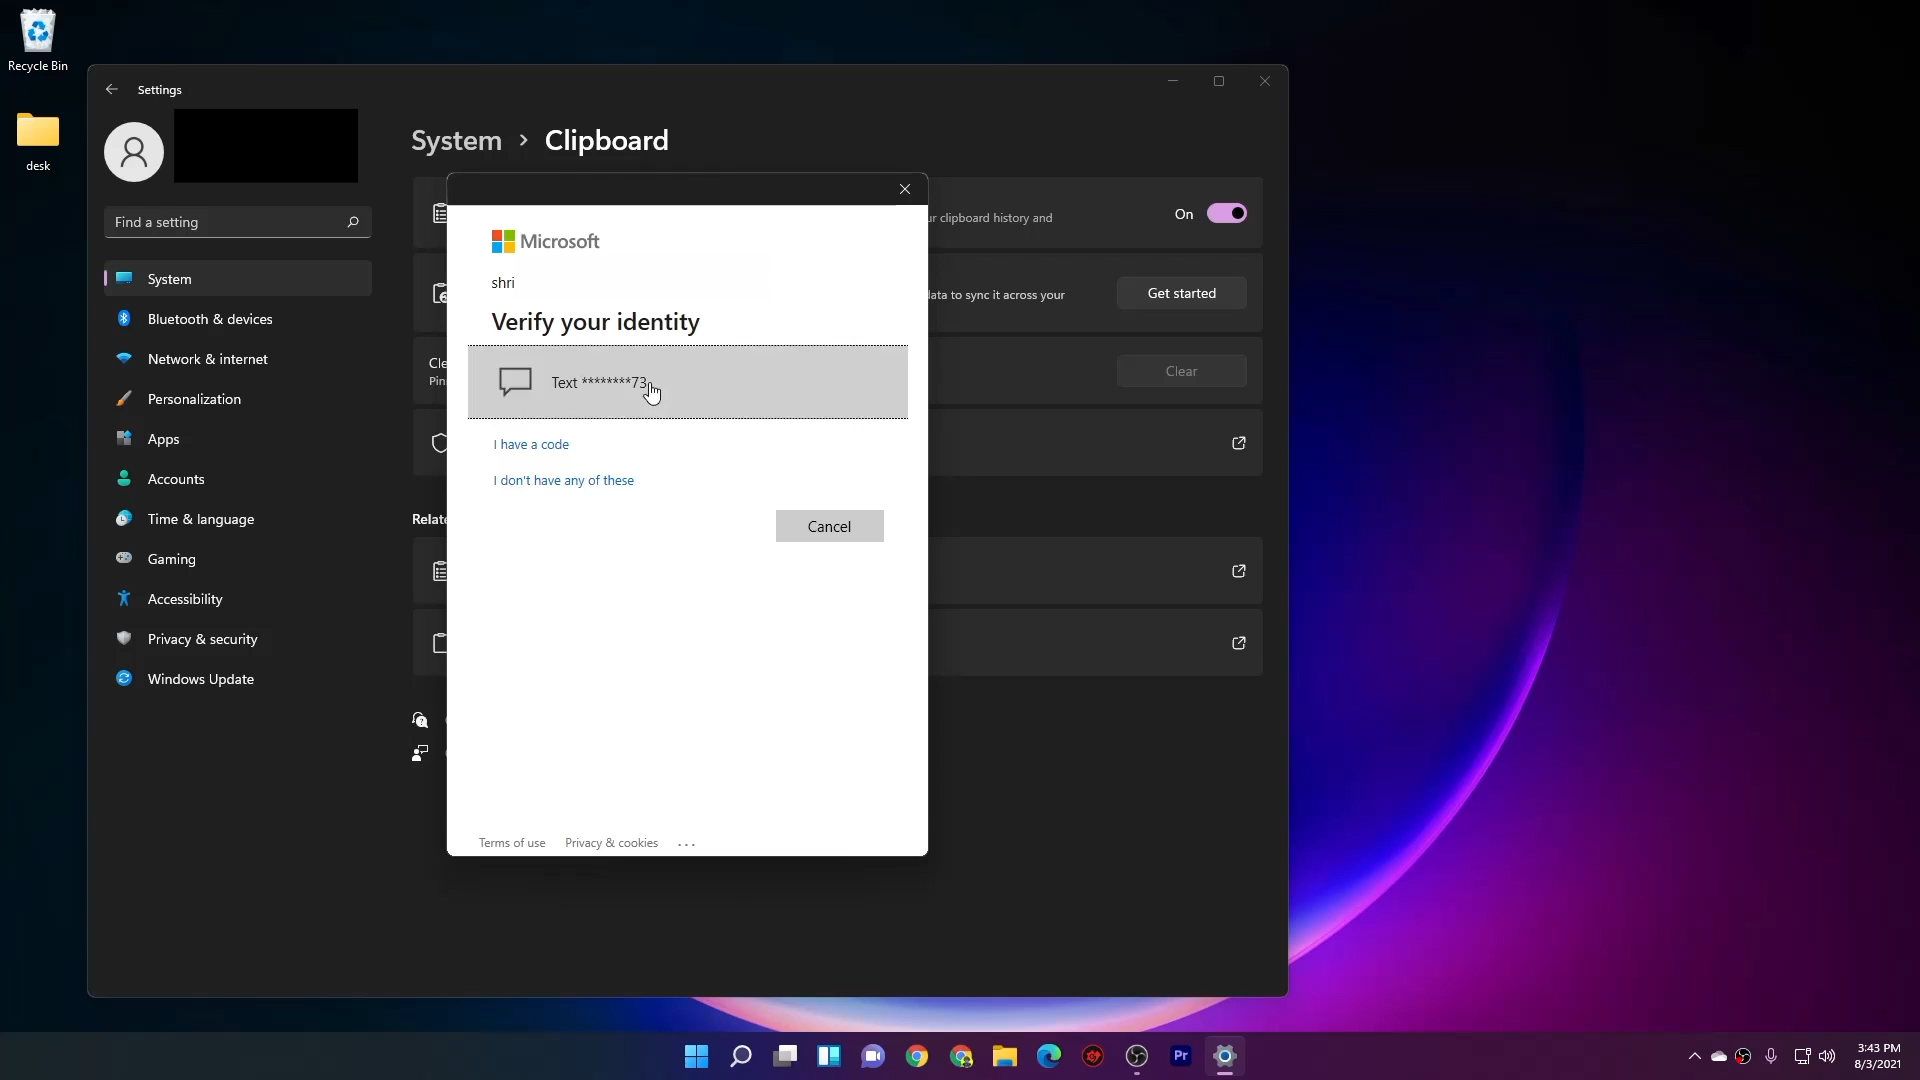 Recycle Bin
desk
Settings
Find a setting
System
Bluetooth & devices
Network & internet
Personalization
Apps
Accounts
Time & language
Gaming
Accessibility
Privacy & security
Windows Update
System > Clipboard
clipboard history and
On
data to sync it across your
Get started
Cle
Pin
Clear
Relate
Microsoft
shri
Verify your identity
Text ********73
I have a code
I don't have any of these
Cancel
Terms of use
Privacy & cookies
...
Pr
3:43 PM
8/3/2021